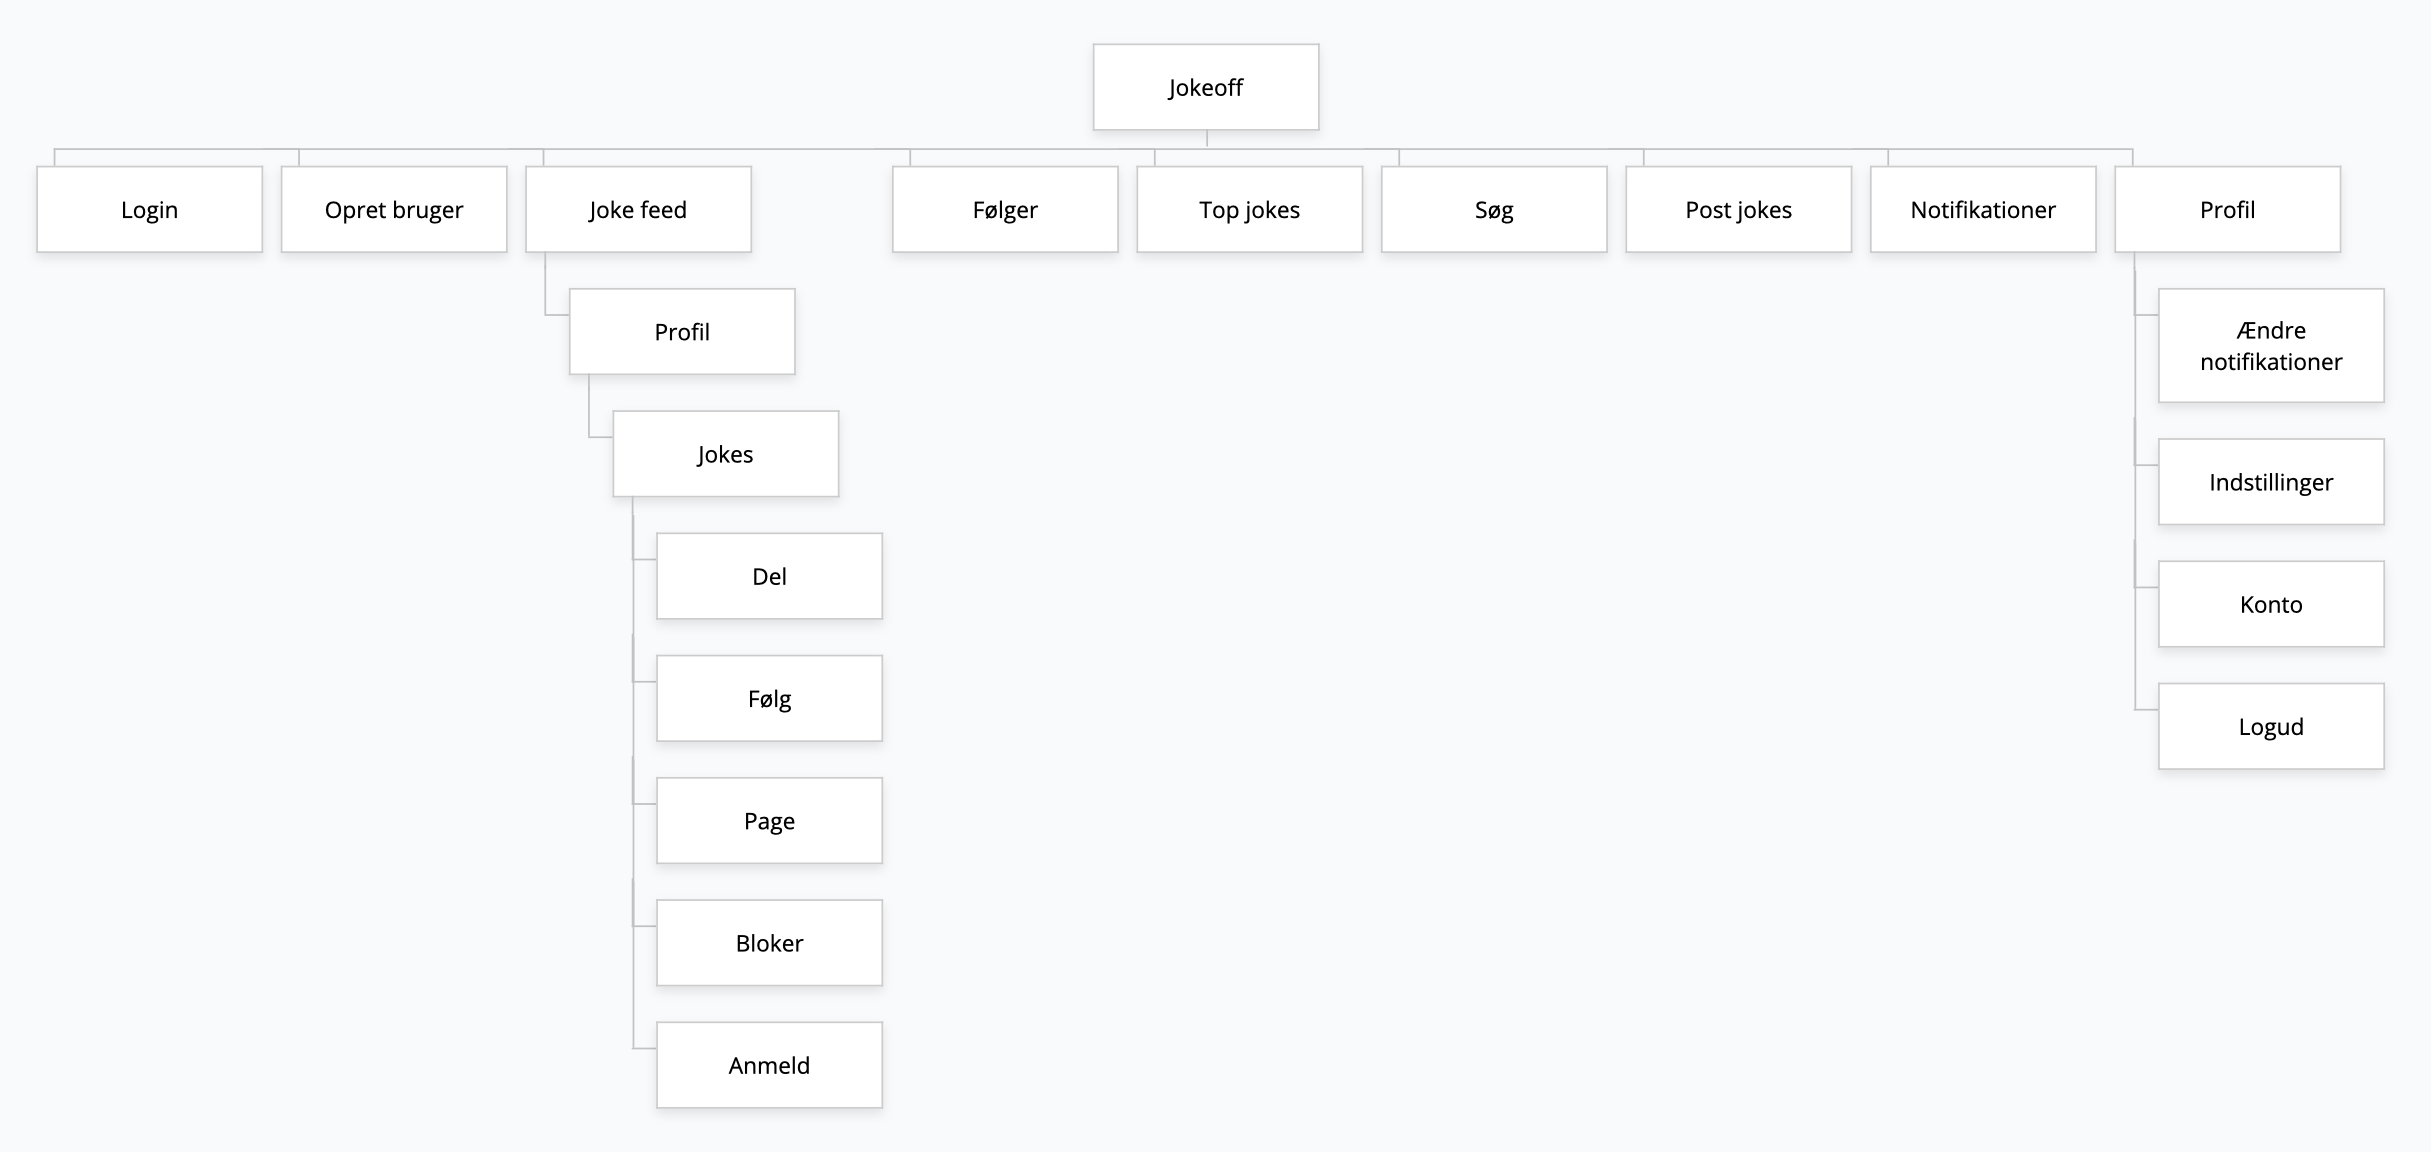 Jokeoff
Login
Opret bruger
Joke feed
Følger
Top jokes
Søg
Post jokes
Notifikationer
Profil
Profil
Jokes
Del
Følg
Page
Bloker
Anmeld
Ændre
notifikationer
Indstillinger
Konto
Logud